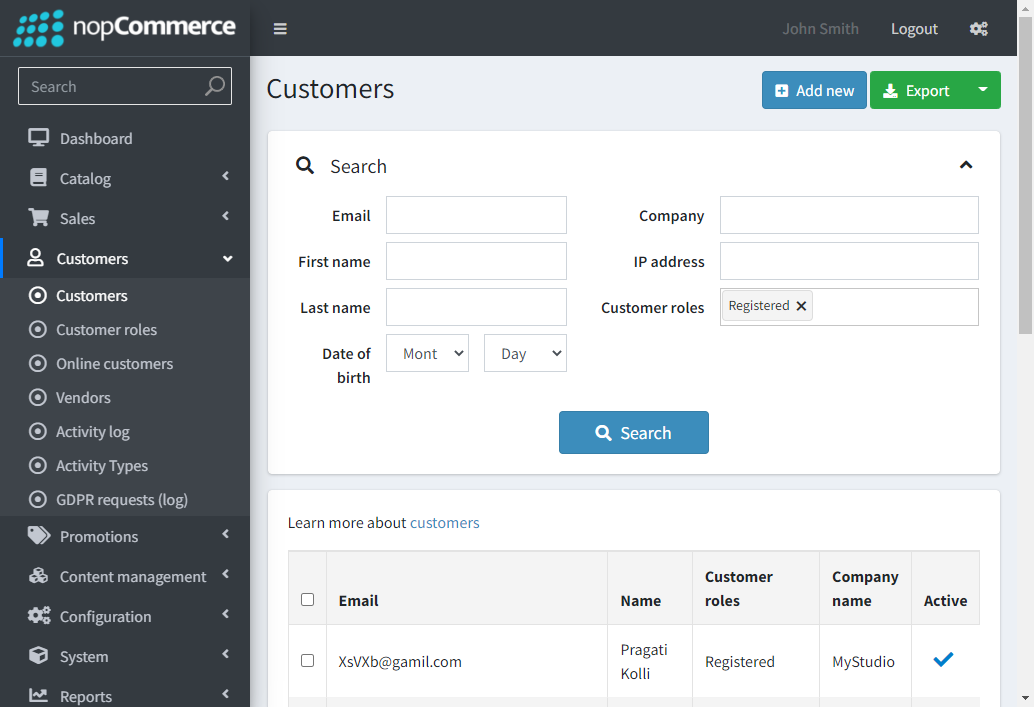 nopCommerce
John Smith
Logout
Search
Dashboard
Catalog
Sales
Customers
Customers
Customer roles
Online customers
Vendors
Activity log
Activity Types
GDPR requests (log)
Promotions
Content management
Configuration
System
Reports
Customers
Add new
Export
Search
Email
Company
First name
IP address
Last name
Customer roles
Registered
Date of
birth
Mont
Day
Search
Learn more about customers
Email
Name
Customer
roles
Company
name
Active
XsVXb@gamil.com
Pragati
Kolli
Registered
MyStudio